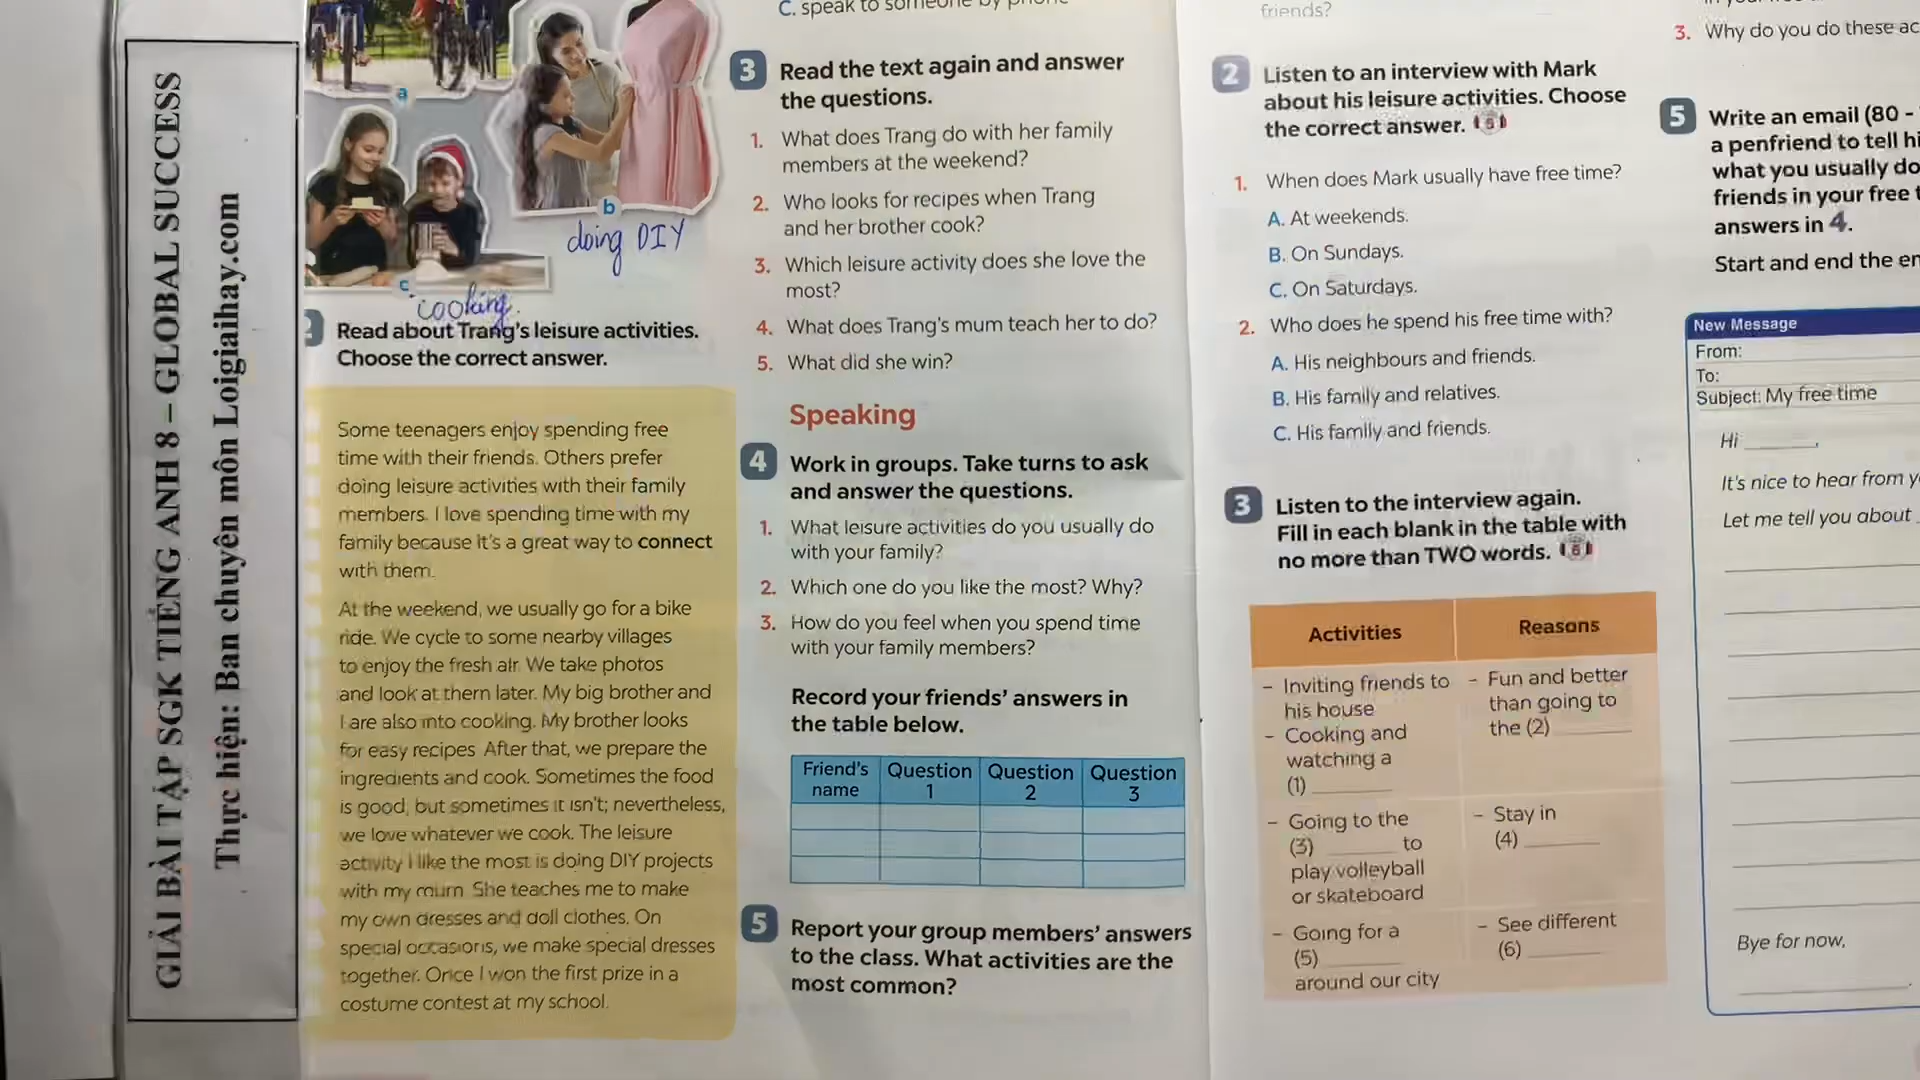 GIẢI BÀI TẬP SGK TIẾNG ANH 8 – GLOBAL SUCCESS
Thực hiện: Ban chuyên môn Loigiaihay.com
a
b
doing DIY
c
cooking.
Read about Trang's leisure activities.
Choose the correct answer.
Some teenagers enjoy spending free
time with their friends. Others prefer
doing leisure activities with their family
members. I love spending time with my
family because it's a great way to connect
with them.
At the weekend, we usually go for a bike
ride. We cycle to some nearby villages
to enjoy the fresh air. We take photos
and look at them later. My big brother and
I are also into cooking. My brother looks
for easy recipes. After that, we prepare the
ingredients and cook. Sometimes the food
is good, but sometimes it isn't; nevertheless,
we love whatever we cook. The leisure
activity I like the most is doing DIY projects
with my mum. She teaches me to make
my own dresses and doll clothes. On
special occasions, we make special dresses
together. Once I won the first prize in a
costume contest at my school.
C. speak to someone by phone
3 Read the text again and answer
the questions.
1. What does Trang do with her family
members at the weekend?
2. Who looks for recipes when Trang
and her brother cook?
3. Which leisure activity does she love the
most?
4. What does Trang's mum teach her to do?
5. What did she win?
Speaking
4 Work in groups. Take turns to ask
and answer the questions.
1. What leisure activities do you usually do
with your family?
2. Which one do you like the most? Why?
3. How do you feel when you spend time
with your family members?
Record your friends' answers in
the table below.
Friend's name Question 1 Question 2 Question 3
5 Report your group members' answers
to the class. What activities are the
most common?
friends?
2 Listen to an interview with Mark
about his leisure activities. Choose
the correct answer.
1. When does Mark usually have free time?
A. At weekends.
B. On Sundays.
C. On Saturdays.
2. Who does he spend his free time with?
A. His neighbours and friends.
B. His family and relatives.
C. His family and friends.
3 Listen to the interview again.
Fill in each blank in the table with
no more than TWO words.
Activities Reasons
– Inviting friends to
his house
– Cooking and
watching a
(1) ________
– Fun and better
than going to
the (2) ________
– Going to the
(3) ________ to
play volleyball
or skateboard
– Stay in
(4) ________
– Going for a
(5) ________
around our city
– See different
(6) ________
3. Why do you do these ac
5 Write an email (80 -
a penfriend to tell hi
what you usually do
friends in your free t
answers in 4.
Start and end the em
New Message
From:
To:
Subject: My free time
Hi ________,
It's nice to hear from y
Let me tell you about
Bye for now,